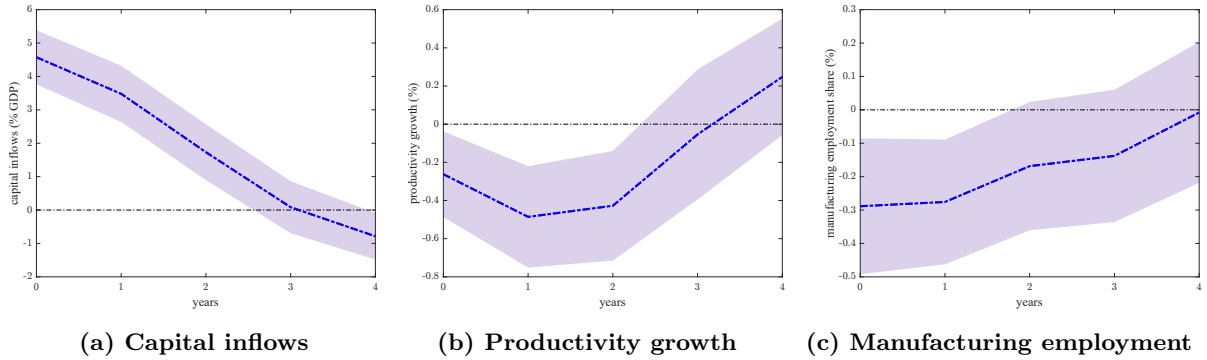 capital inflows (% GDP)
6
5
4
3
2
1
0
-1
-2
0 1 2 3 4
years
(a) Capital inflows
productivity growth (%)
0.6
0.4
0.2
0
-0.2
-0.4
-0.6
-0.8
0 1 2 3 4
years
(b) Productivity growth
manufacturing employment share (%)
0.3
0.2
0.1
0
-0.1
-0.2
-0.3
-0.4
-0.5
0 1 2 3 4
years
(c) Manufacturing employment